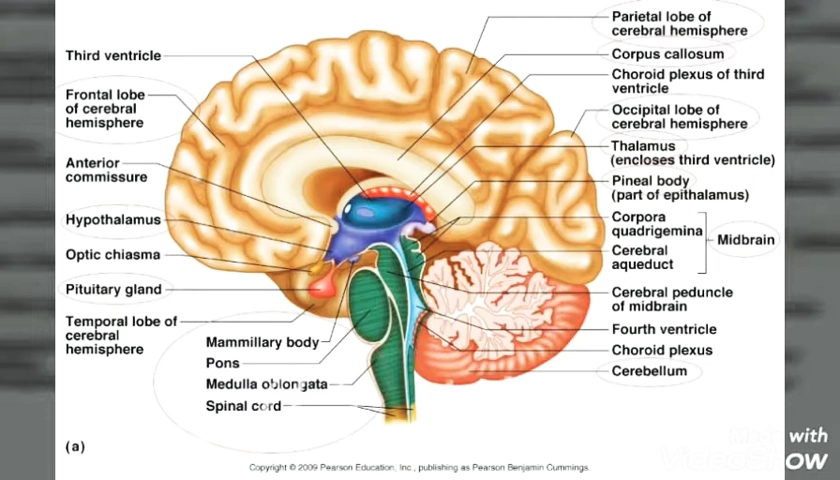 Third ventricle
Frontal lobe
of cerebral
hemisphere
Anterior
commissure
Hypothalamus
Optic chiasma
Pituitary gland
Temporal lobe of
cerebral
hemisphere
Mammillary body
Pons
Medulla oblongata
Spinal cord
(a)
Parietal lobe of
cerebral hemisphere
Corpus callosum
Choroid plexus of third
ventricle
Occipital lobe of
cerebral hemisphere
Thalamus
(encloses third ventricle)
Pineal body
(part of epithalamus)
Corpora
quadrigemina
Midbrain
Cerebral
aqueduct
Cerebral peduncle
of midbrain
Fourth ventricle
Choroid plexus
Cerebellum
Copyright © 2009 Pearson Education, Inc., publishing as Pearson Benjamin Cummings.
Made with
VideoShow